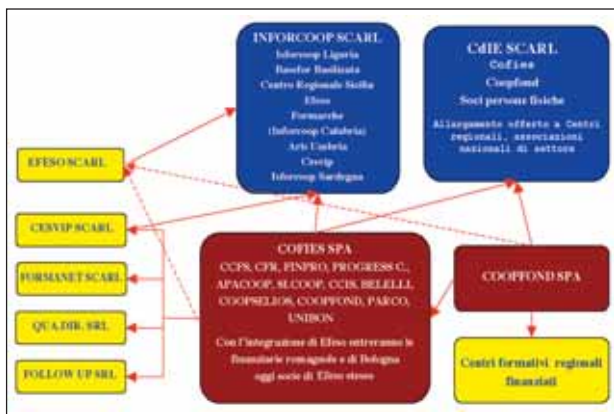 INFORCOOP SCARL
Inforcoop Liguria
Basefor Basilicata
Centro Regionale Sicilia
Efeso
Formarche
(Inforcoop Calabria)
Aris Umbria
Cesvip
Inforcoop Sardegna
CdIE SCARL
Cofies
Coopfond
Soci persone fisiche
Allargamento offerto a Centri
regionali, associazioni
nazionali di settore
EFESO SCARL
CESVIP SCARL
FORMANET SCARL
QUA.DIR. SRL
FOLLOW UP SRL
COFIES SPA
CCFS, CFR, FINPRO, PROGRESS C.,
APACOOP, SI.COOP, CCIS, BELELLI,
COOPSELIOS, COOPFOND, PARCO,
UNISON
Con l'integrazione di Efeso entreranno le
finanziarie romagnole e di Bologna
oggi socie di Efeso stesso
COOPFOND SPA
Centri formativi regionali
finanziati